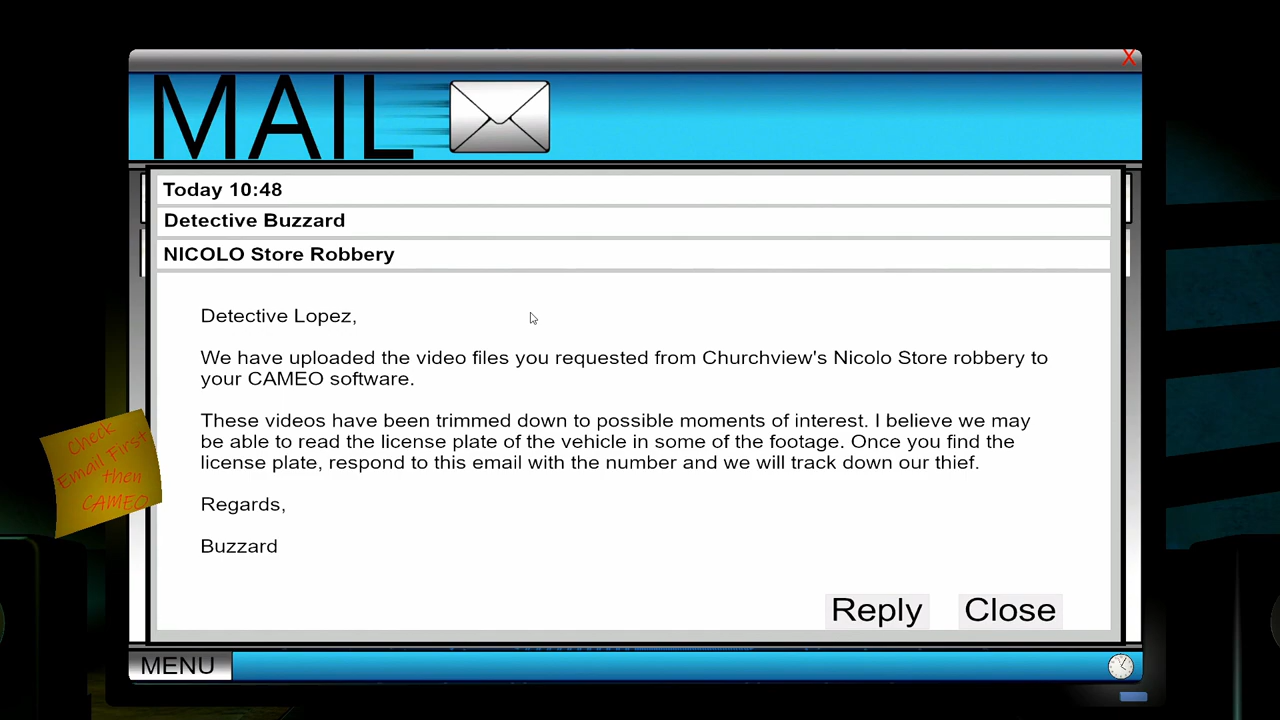 X
MAIL
Today 10:48
Detective Buzzard
NICOLO Store Robbery
Detective Lopez,
We have uploaded the video files you requested from Churchview's Nicolo Store robbery to
your CAMEO software.
These videos have been trimmed down to possible moments of interest. I believe we may
be able to read the license plate of the vehicle in some of the footage. Once you find the
license plate, respond to this email with the number and we will track down our thief.
Regards,
Buzzard
Reply Close
Check
Email First
then
CAMEO
MENU